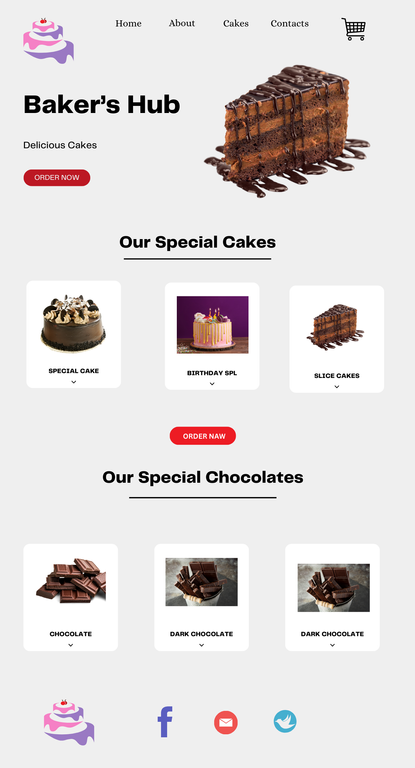 Home About Cakes Contacts
Baker's Hub
Delicious Cakes
ORDER NOW
Our Special Cakes
SPECIAL CAKE
BIRTHDAY SPL
SLICE CAKES
ORDER NAW
Our Special Chocolates
CHOCOLATE
DARK CHOCOLATE
DARK CHOCOLATE